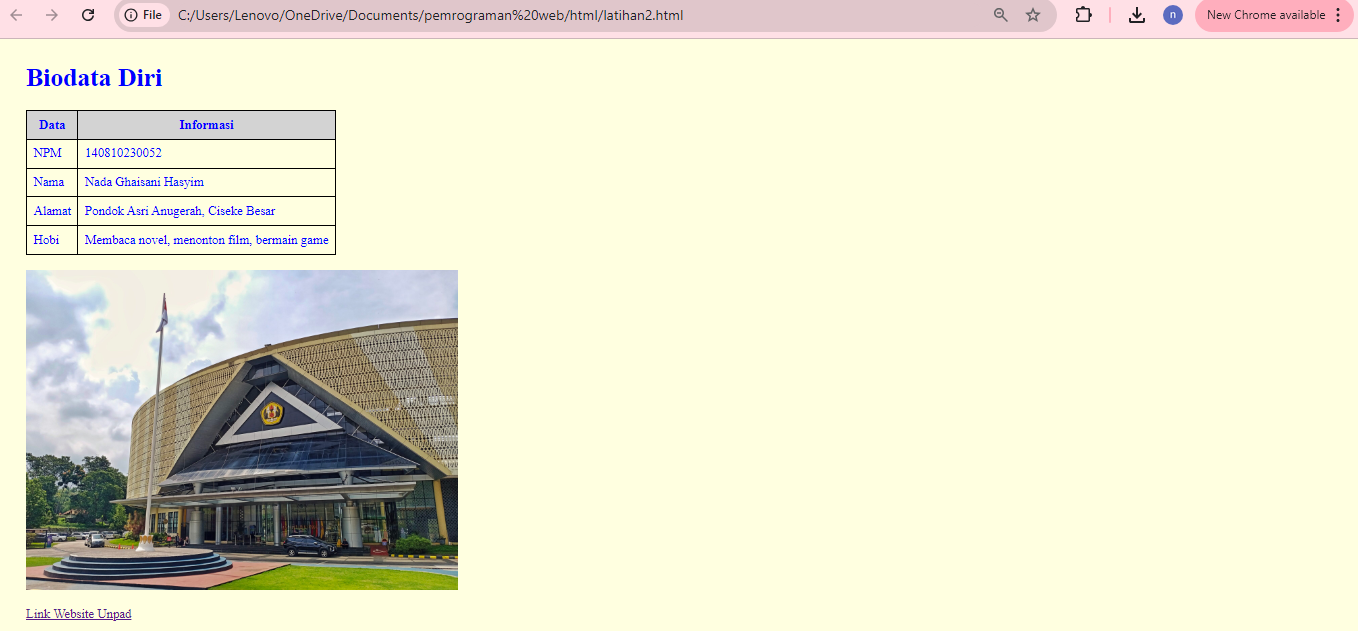 File C:/Users/Lenovo/OneDrive/Documents/pemrograman%20web/html/latihan2.html n New Chrome available
Biodata Diri
Data Informasi
NPM 140810230052
Nama Nada Ghaisani Hasyim
Alamat Pondok Asri Anugerah, Ciseke Besar
Hobi Membaca novel, menonton film, bermain game
Link Website Unpad